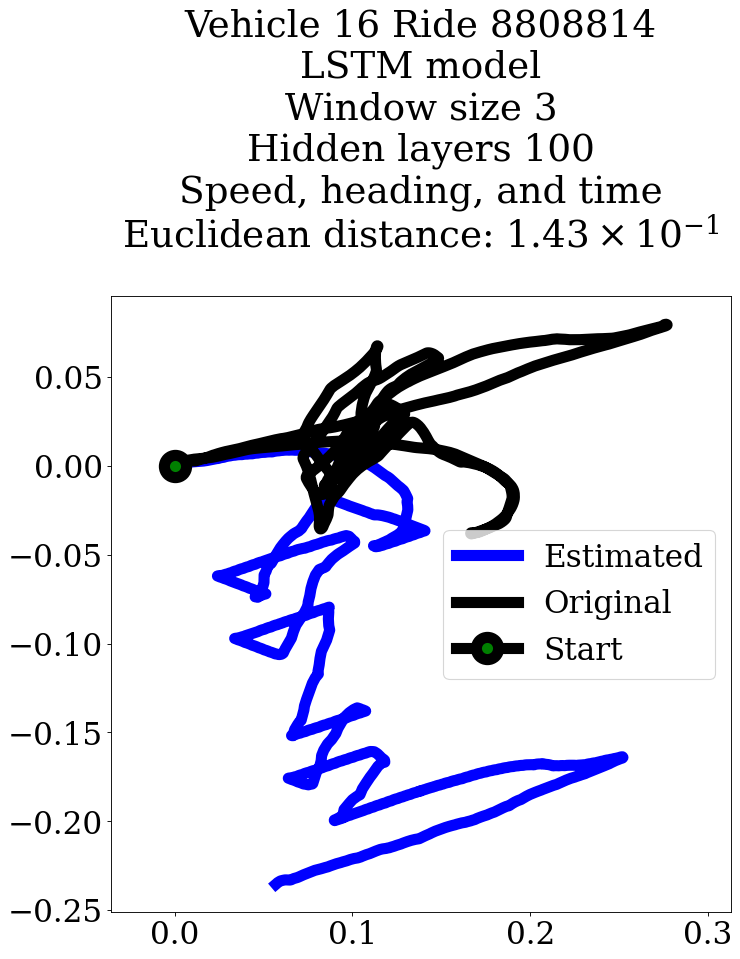 Vehicle 16 Ride 8808814
LSTM model
Window size 3
Hidden layers 100
Speed, heading, and time
Euclidean distance: 1.43 × 10⁻¹
0.05
0.00
−0.05
−0.10
−0.15
−0.20
−0.25
Estimated
Original
Start
0.0 0.1 0.2 0.3